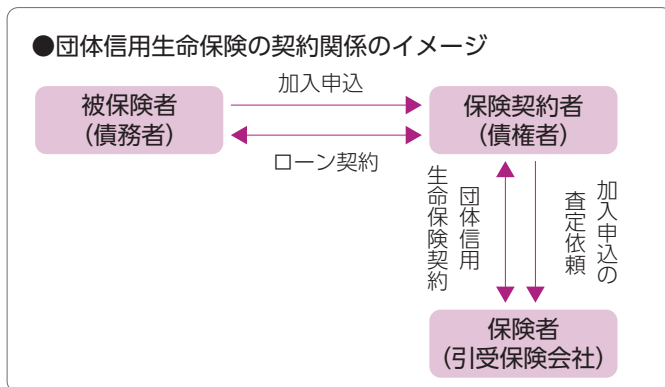 ●団体信用生命保険の契約関係のイメージ
加入申込
被保険者
(債務者)
保険契約者
(債権者)
ローン契約
団体信用
生命保険契約
加入申込の
査定依頼
保険者
(引受保険会社)